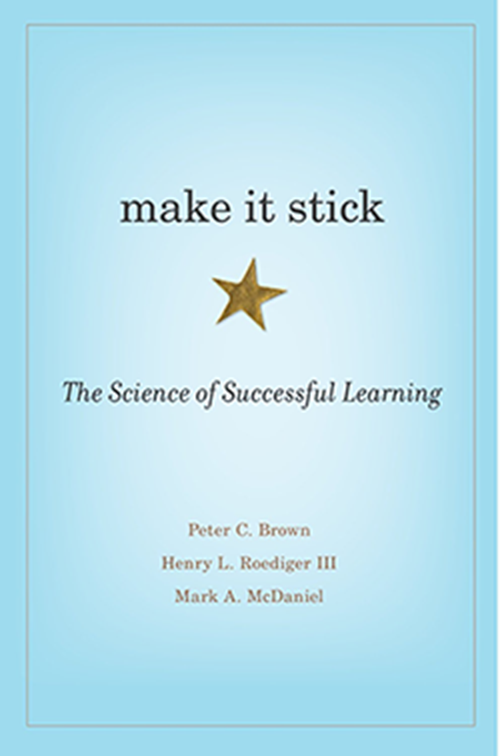 make it stick
The Science of Successful Learning
Peter C. Brown
Henry L. Roediger III
Mark A. McDaniel